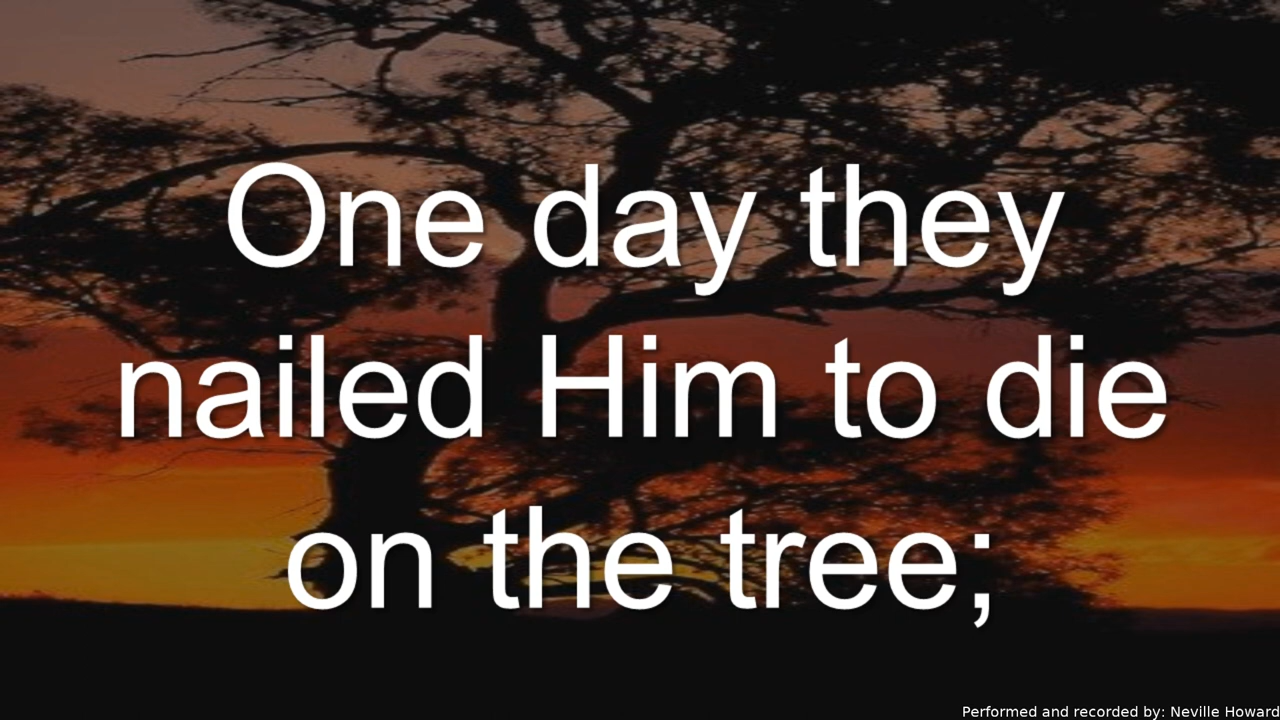 One day they
nailed Him to die
on the tree;
Performed and recorded by: Neville Howard